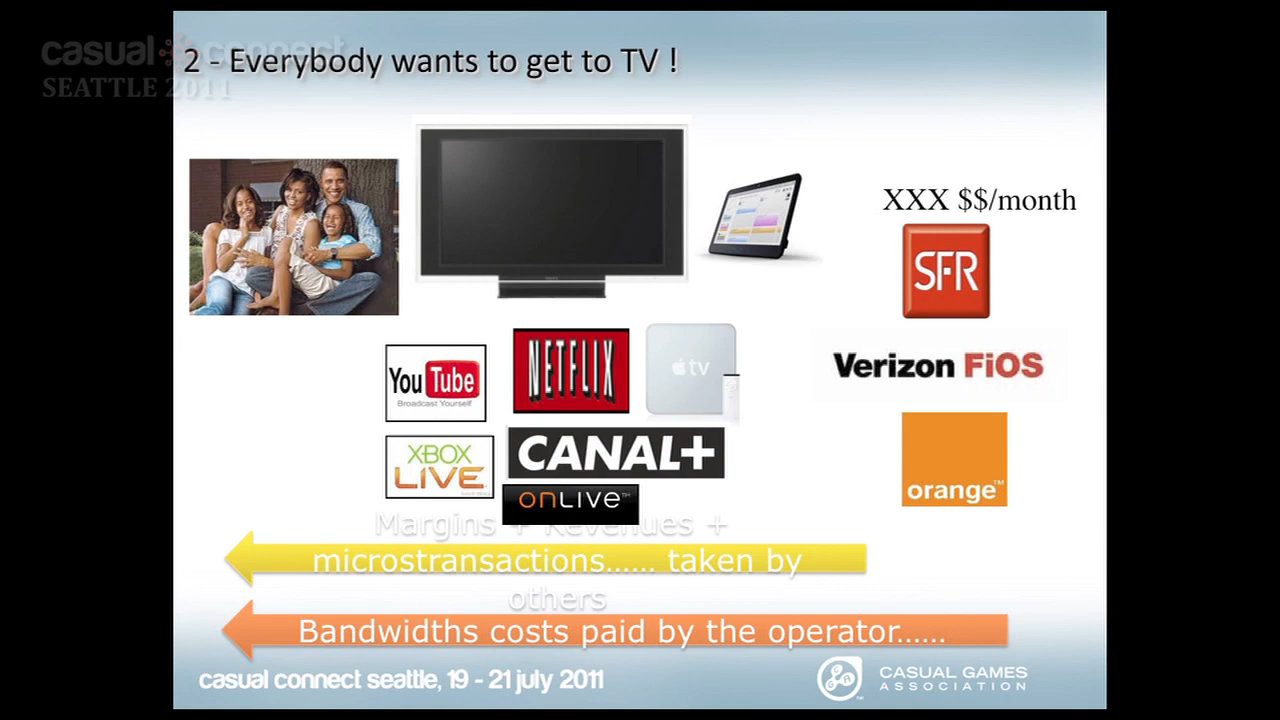 casual connect
SEATTLE 2011
2 - Everybody wants to get to TV !
XXX $$/month
SFR
tv
NETFLIX
You Tube
Broadcast Yourself
Verizon FiOS
XBOX
LIVE
CANAL+
onLIVE™
orange™
Margins + Revenues +
microstransactions...... taken by
others
Bandwidths costs paid by the operator......
casual connect seattle, 19 - 21 july 2011
CASUAL GAMES
ASSOCIATION